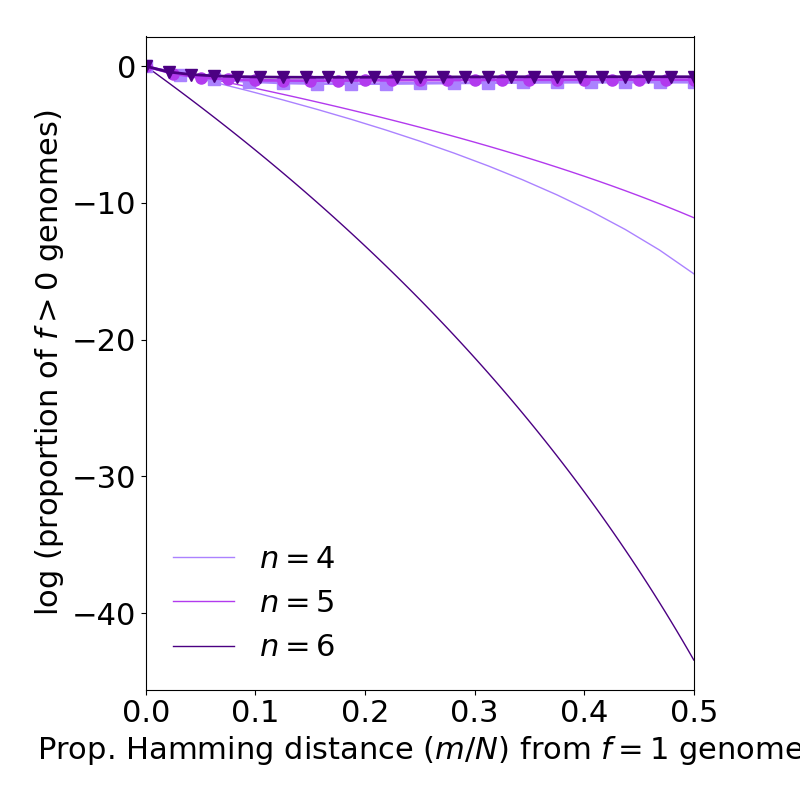 log (proportion of f > 0 genomes)
0
−10
−20
−30
−40
n = 4
n = 5
n = 6
0.0 0.1 0.2 0.3 0.4 0.5
Prop. Hamming distance (m/N) from f = 1 genome